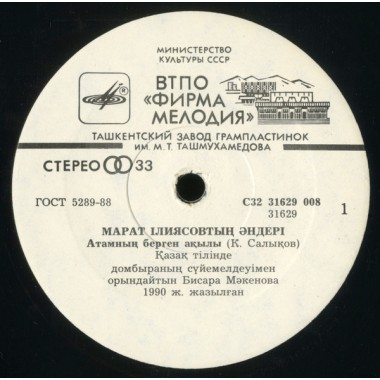 МИНИСТЕРСТВО
КУЛЬТУРЫ СССР
ВТПО
«ФИРМА
МЕЛОДИЯ»
ТАШКЕНТСКИЙ ЗАВОД ГРАМПЛАСТИНОК
ИМ. М. Т. ТАШМУХАМЕДОВА
СТЕРЕО 33
ГОСТ 5289-88
С32 31629 008
31629
1
МАРАТ ІЛИЯСОВТЫҢ ӘНДЕРІ
Атамның берген ақылы (К. Салықов)
Қазақ тілінде
домбыраның сүйемелдеуімен
орындайтын Бисара Мәкенова
1990 ж. жазылған